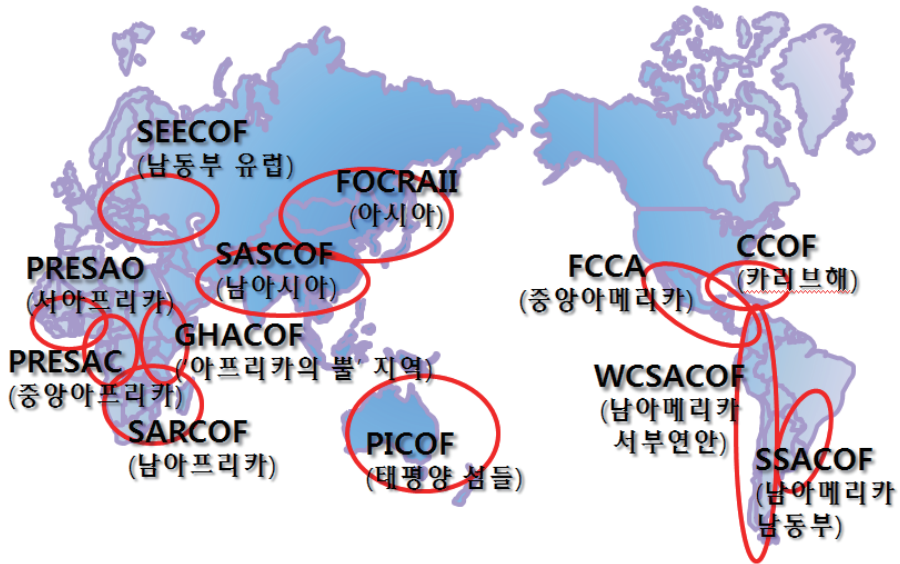 SEECOF
(남동부 유럽)
FOCRAII
(아시아)
SASCOF
(남아시아)
PRESAO
(서아프리카)
GHACOF
('아프리카의 뿔' 지역)
PRESAC
(중앙아프리카)
SARCOF
(남아프리카)
PICOF
(태평양 섬들)
CCOF
(카리브해)
FCCA
(중앙아메리카)
WCSACOF
(남아메리카
서부연안)
SSACOF
(남아메리카
남동부)